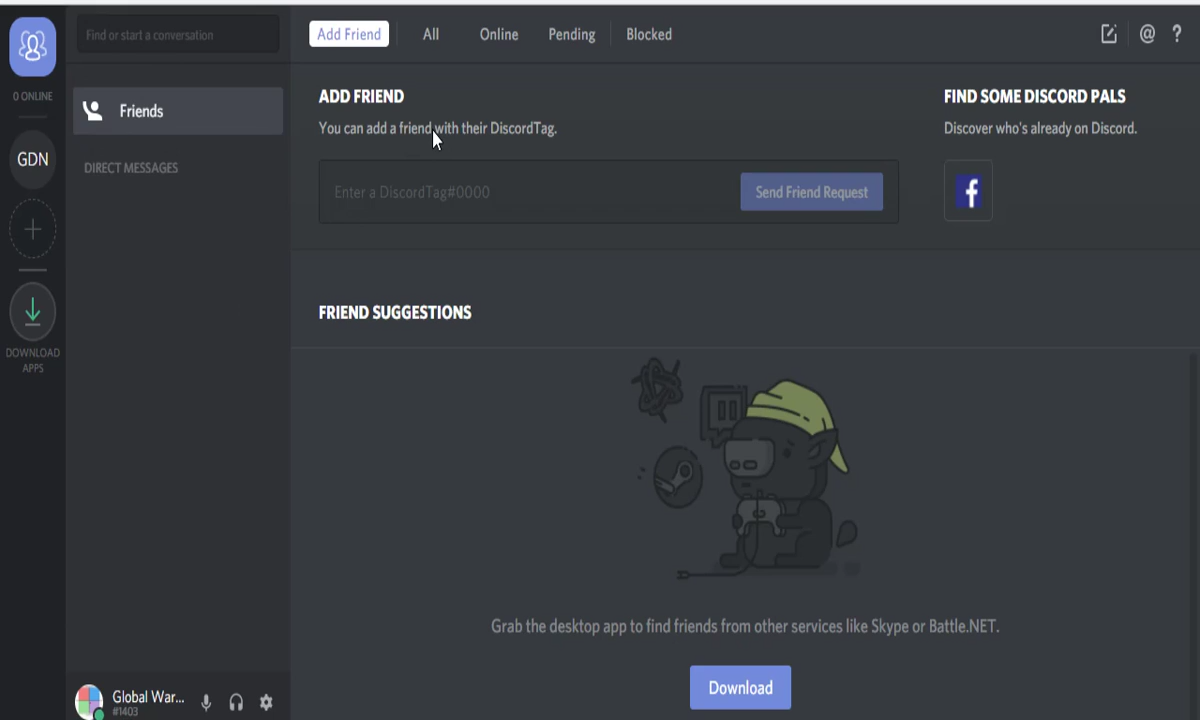 Find or start a conversation
Add Friend
All
Online
Pending
Blocked
0 ONLINE
GDN
DOWNLOAD
APPS
Friends
DIRECT MESSAGES
ADD FRIEND
You can add a friend with their DiscordTag.
Enter a DiscordTag#0000
Send Friend Request
FIND SOME DISCORD PALS
Discover who's already on Discord.
FRIEND SUGGESTIONS
Grab the desktop app to find friends from other services like Skype or Battle.NET.
Download
Global War...
#1403